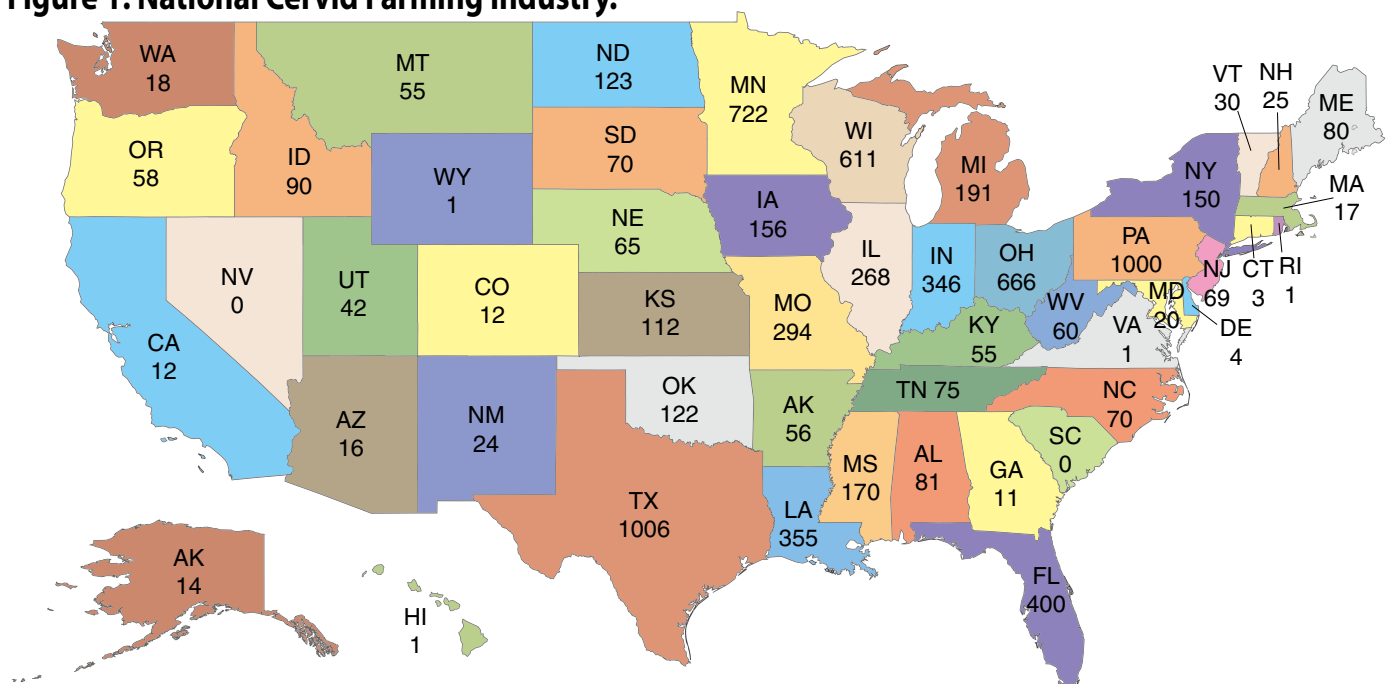 Figure 1. National Cervid Farming Industry.
WA
18
MT
55
ND
123
MN
722
VT
30
NH
25
ME
80
OR
58
ID
90
WY
1
SD
70
WI
611
MI
191
NY
150
MA
17
NV
0
UT
42
CO
12
NE
65
IA
156
IL
268
IN
346
OH
666
PA
1000
NJ
69
CT
3
RI
1
CA
12
KS
112
MO
294
KY
55
WV
60
VA
1
MD
20
DE
4
AZ
16
NM
24
OK
122
AK
56
TN 75
NC
70
SC
0
TX
1006
LA
355
MS
170
AL
81
GA
11
FL
400
AK
14
HI
1